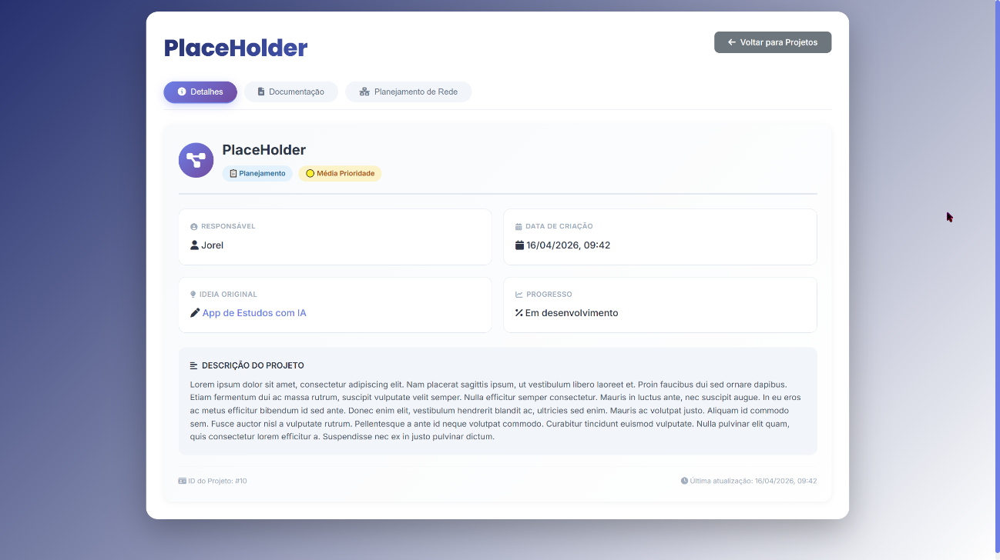 PlaceHolder
Voltar para Projetos
Detalhes
Documentação
Planejamento de Rede
PlaceHolder
Planejamento
Média Prioridade
RESPONSÁVEL
Jorel
DATA DE CRIAÇÃO
16/04/2026, 09:42
IDEIA ORIGINAL
App de Estudos com IA
PROGRESSO
Em desenvolvimento
DESCRIÇÃO DO PROJETO
Lorem ipsum dolor sit amet, consectetur adipiscing elit. Nam placerat sagittis ipsum, ut vestibulum libero laoreet et. Proin faucibus dui sed ornare dapibus.
Etiam fermentum dui ac massa rutrum, suscipit vulputate velit semper. Nulla efficitur semper consectetur. Mauris in luctus ante, nec suscipit augue. In eu eros
ac metus efficitur bibendum id sed ante. Donec enim elit, vestibulum hendrerit blandit ac, ultricies sed enim. Mauris ac volutpat justo. Aliquam id commodo
sem. Fusce auctor nisl a vulputate rutrum. Pellentesque a ante id neque volutpat commodo. Curabitur tincidunt euismod vulputate. Nulla pulvinar elit quam,
quis consectetur lorem efficitur a. Suspendisse nec ex in justo pulvinar dictum.
ID do Projeto: #10
Última atualização: 16/04/2026, 09:42